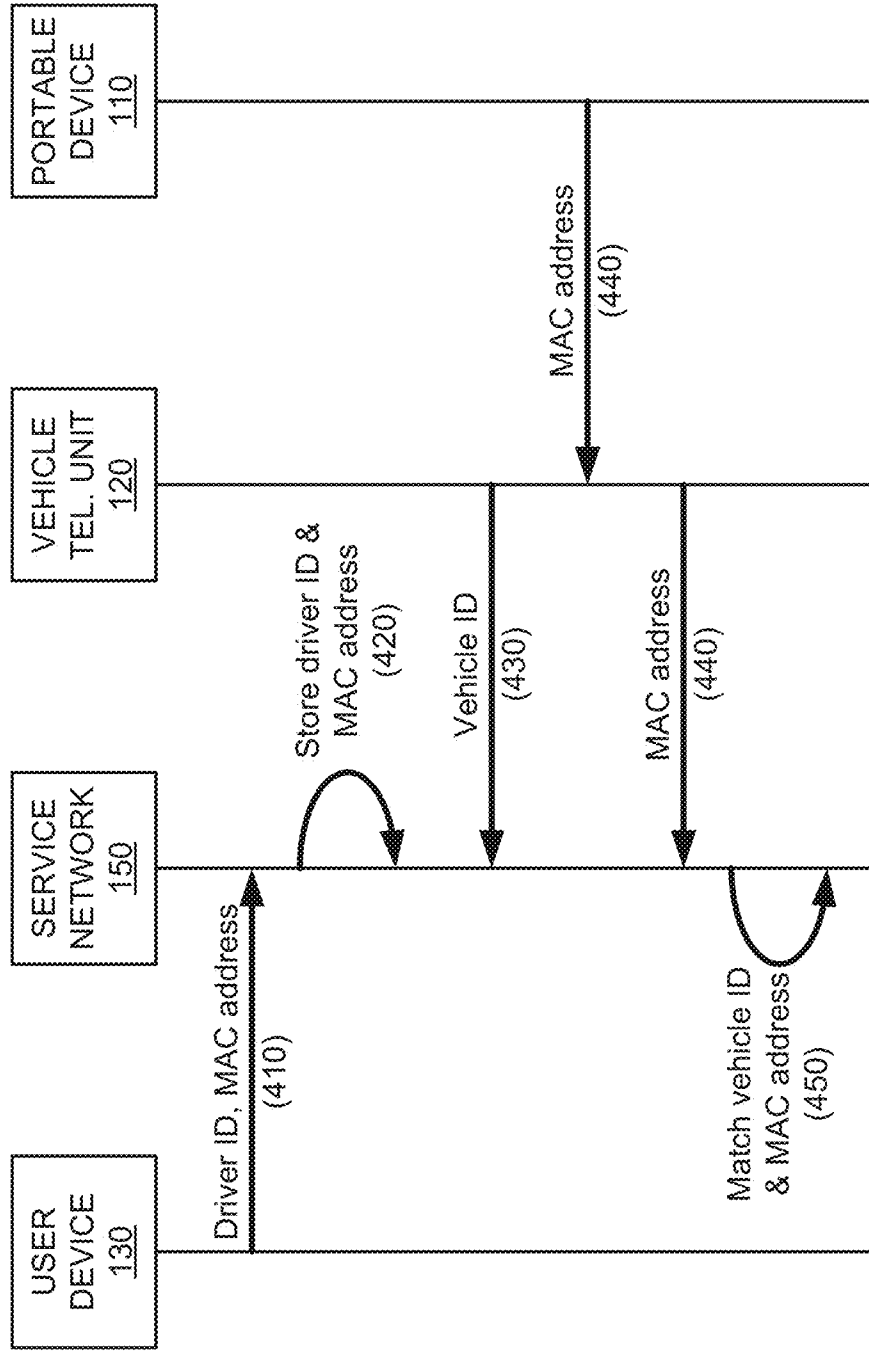 USER
DEVICE
130
SERVICE
NETWORK
150
VEHICLE
TEL. UNIT
120
PORTABLE
DEVICE
110
Driver ID, MAC address
(410)
Store driver ID &
MAC address
(420)
Vehicle ID
(430)
MAC address
(440)
MAC address
(440)
Match vehicle ID
& MAC address
(450)